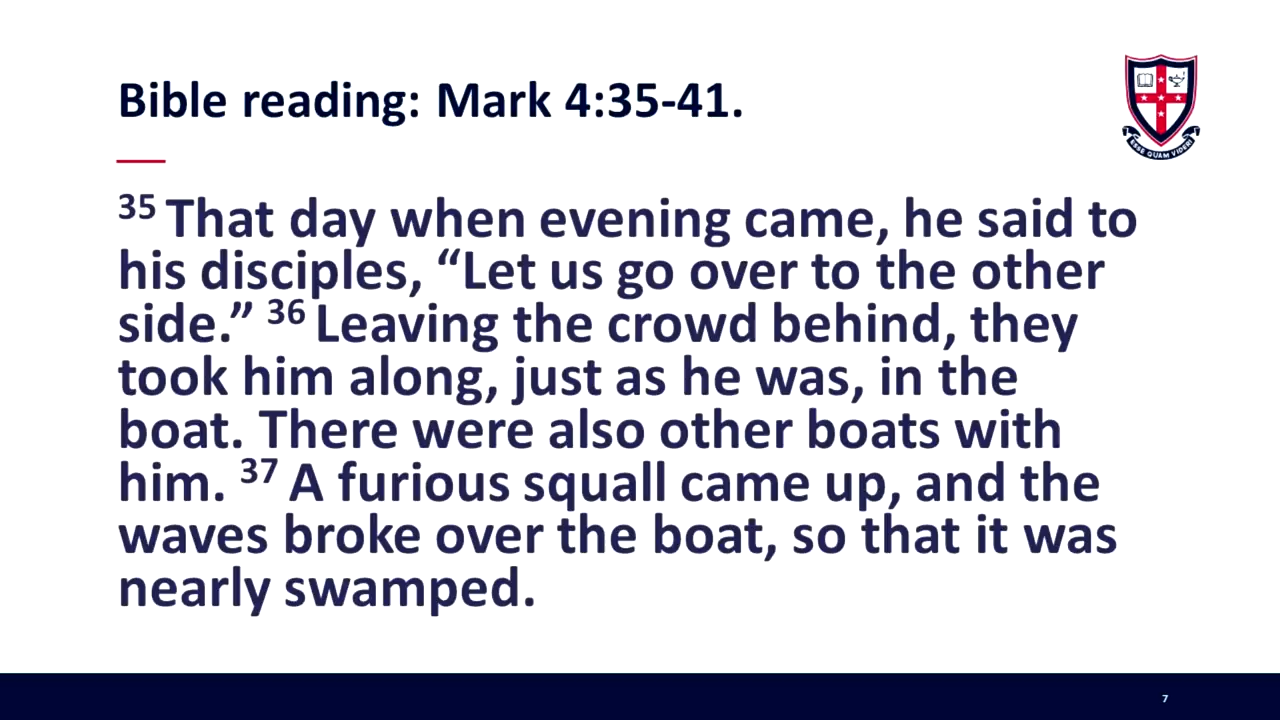 Bible reading: Mark 4:35-41.
ESSE QUAM VIDERI
35 That day when evening came, he said to
his disciples, “Let us go over to the other
side.” 36 Leaving the crowd behind, they
took him along, just as he was, in the
boat. There were also other boats with
him. 37 A furious squall came up, and the
waves broke over the boat, so that it was
nearly swamped.
7